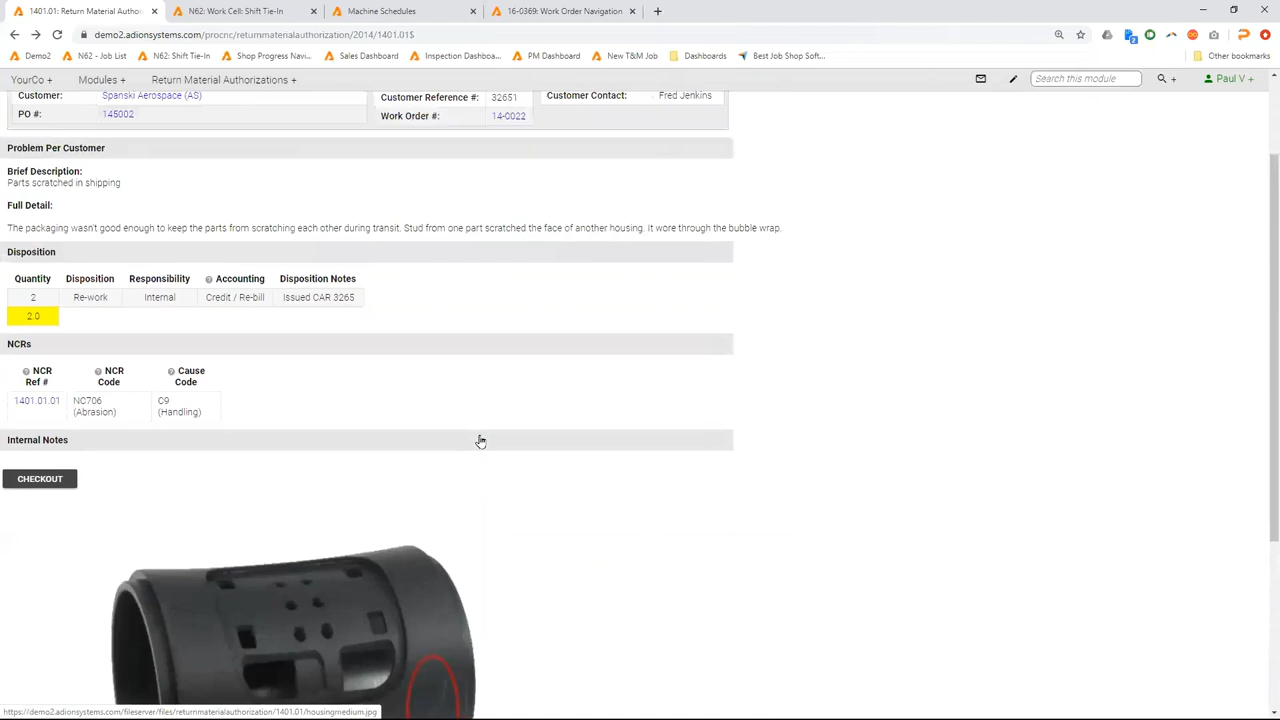 1401.01: Return Material Autho
N62: Work Cell: Shift Tie-In
Machine Schedules
16-0369: Work Order Navigation
demo2.adionsystems.com/procnc/returnmaterialauthorization/2014/1401.01$
Demo2
N62 - Job List
N62: Shift Tie-In
Shop Progress Navi...
Sales Dashboard
Inspection Dashboa...
PM Dashboard
New T&M Job
Dashboards
Best Job Shop Soft...
Other bookmarks
YourCo +
Modules +
Return Material Authorizations +
Search this module
+
Paul V +
Customer: Spanski Aerospace (AS)
Customer Reference #: 32651
Customer Contact: Fred Jenkins
PO #: 145002
Work Order #: 14-0022
Problem Per Customer
Brief Description:
Parts scratched in shipping
Full Detail:
The packaging wasn't good enough to keep the parts from scratching each other during transit. Stud from one part scratched the face of another housing. It wore through the bubble wrap.
Disposition
Quantity Disposition Responsibility Accounting Disposition Notes
2 Re-work Internal Credit / Re-bill Issued CAR 3265
2.0
NCRs
NCR Ref # NCR Code Cause Code
1401.01.01 NC706 (Abrasion) C9 (Handling)
Internal Notes
CHECKOUT
https://demo2.adionsystems.com/fileserver/files/returnmaterialauthorization/1401.01/housingmedium.jpg